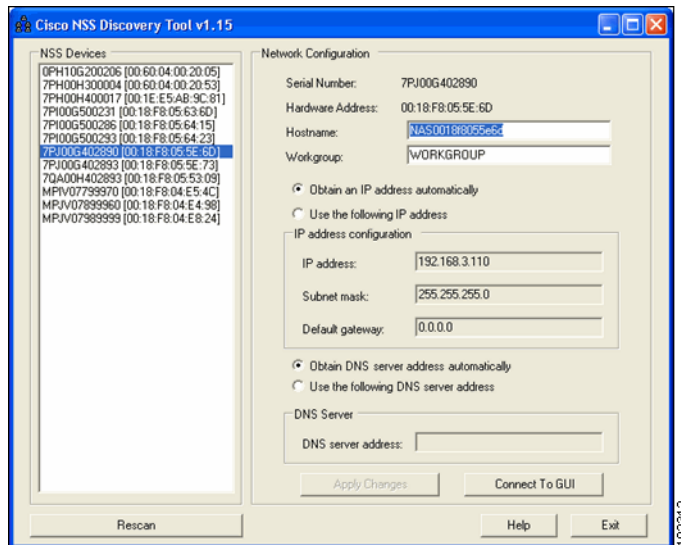 Cisco NSS Discovery Tool v1.15
NSS Devices
0PH10G200206 [00:60:04:00:20:05]
7PH00H300004 [00:60:04:00:20:53]
7PH00H400017 [00:1E:E5:AB:9C:81]
7PI00G500231 [00:18:F8:05:63:6D]
7PI00G500286 [00:18:F8:05:64:15]
7PI00G500293 [00:18:F8:05:64:23]
7PJ00G402890 [00:18:F8:05:5E:6D]
7PJ00G402893 [00:18:F8:05:5E:73]
7QA00H402893 [00:18:F8:05:53:09]
MPIV07799970 [00:18:F8:04:E5:4C]
MPJV07899960 [00:18:F8:04:E4:98]
MPJV07989999 [00:18:F8:04:E8:24]
Rescan
Network Configuration
Serial Number: 7PJ00G402890
Hardware Address: 00:18:F8:05:5E:6D
Hostname: NAS0018f8055e6d
Workgroup: WORKGROUP
Obtain an IP address automatically
Use the following IP address
IP address configuration
IP address: 192.168.3.110
Subnet mask: 255.255.255.0
Default gateway: 0.0.0.0
Obtain DNS server address automatically
Use the following DNS server address
DNS Server
DNS server address:
Apply Changes
Connect To GUI
Help
Exit